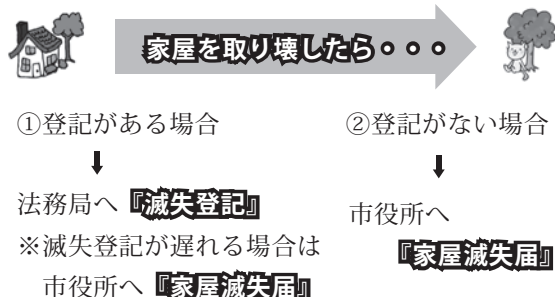 家屋を取り壊したら・・・
①登記がある場合
↓
法務局へ『滅失登記』
※滅失登記が遅れる場合は
市役所へ『家屋滅失届』
②登記がない場合
↓
市役所へ
『家屋滅失届』